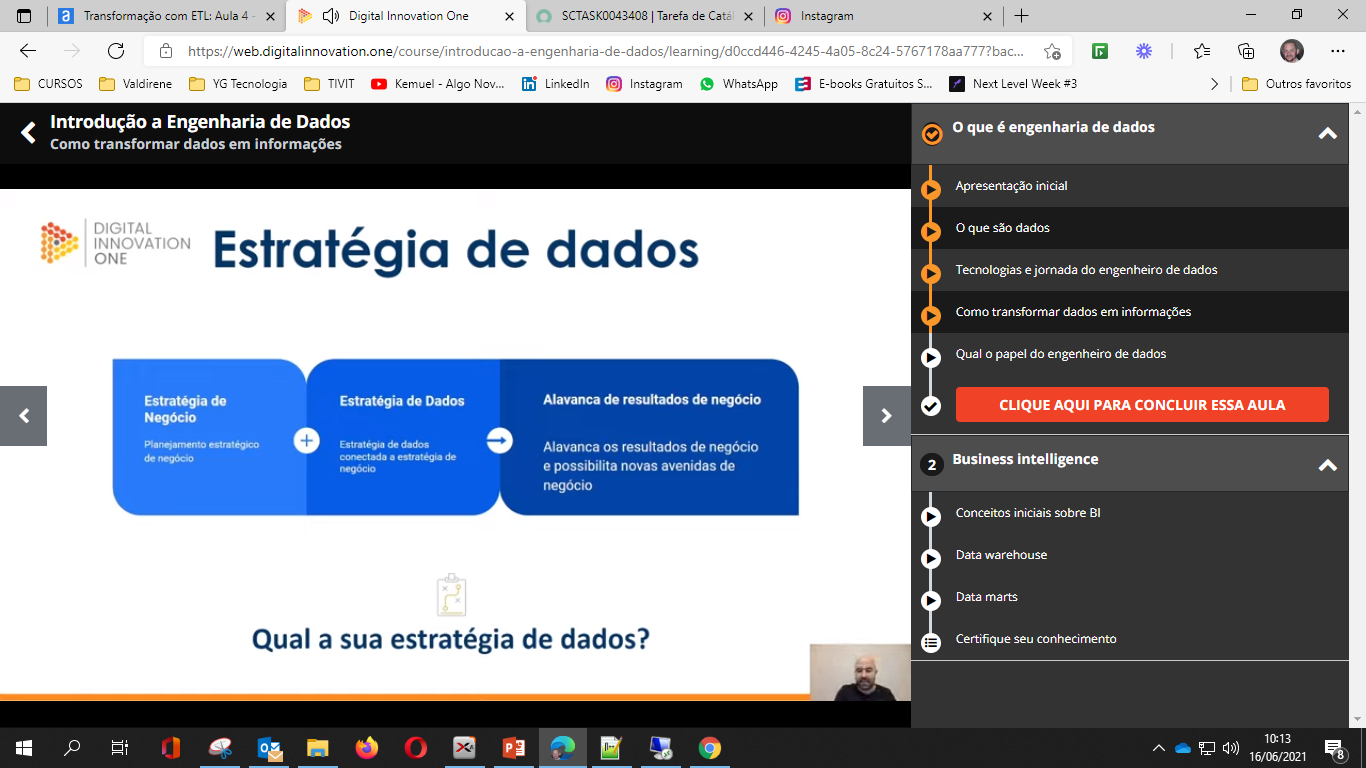 Transformação com ETL: Aula 4 -
Digital Innovation One
SCTASK0043408 | Tarefa de Catál
Instagram
https://web.digitalinnovation.one/course/introducao-a-engenharia-de-dados/learning/d0ccd446-4245-4a05-8c24-5767178aa777?bac...
CURSOS
Valdirene
YG Tecnologia
TIVIT
Kemuel - Algo Nov...
LinkedIn
Instagram
WhatsApp
E-books Gratuitos S...
Next Level Week #3
Outros favoritos
Introdução a Engenharia de Dados
Como transformar dados em informações
DIGITAL
INNOVATION
ONE
Estratégia de dados
Estratégia de
Negócio
Planejamento estratégico
de negócio
Estratégia de Dados
Estratégia de dados
conectada a estratégia de
negócio
Alavanca de resultados de negócio
Alavanca os resultados de negócio
e possibilita novas avenidas de
negócio
Qual a sua estratégia de dados?
O que é engenharia de dados
Apresentação inicial
O que são dados
Tecnologias e jornada do engenheiro de dados
Como transformar dados em informações
Qual o papel do engenheiro de dados
CLIQUE AQUI PARA CONCLUIR ESSA AULA
2 Business intelligence
Conceitos iniciais sobre BI
Data warehouse
Data marts
Certifique seu conhecimento
10:13
16/06/2021
8